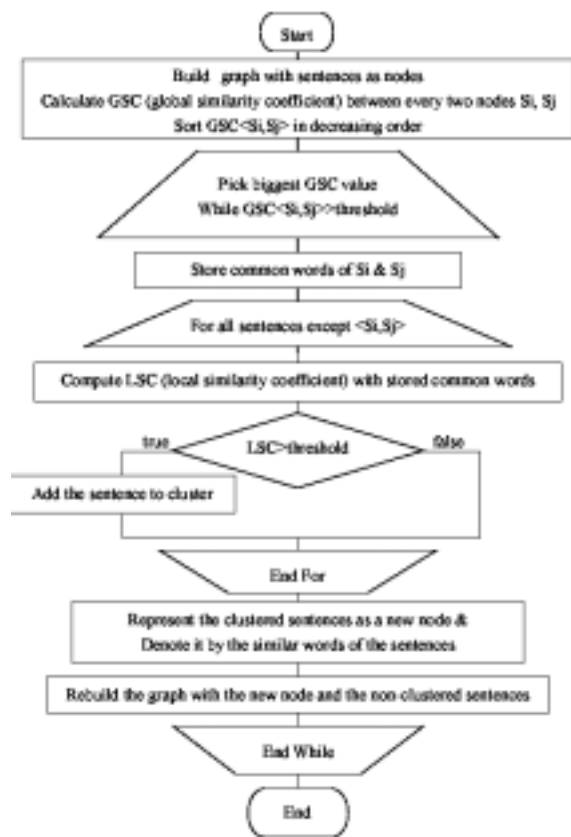 Start
Build graph with sentences as nodes
Calculate GSC (global similarity coefficient) between every two nodes Si, Sj
Sort GSC<Si,Sj> in decreasing order
Pick biggest GSC value
While GSC<Si,Sj>>threshold
Store common words of Si & Sj
For all sentences except <Si,Sj>
Compute LSC (local similarity coefficient) with stored common words
true
LSC>threshold
false
Add the sentence to cluster
End For
Represent the clustered sentences as a new node &
Denote it by the similar words of the sentences
Rebuild the graph with the new node and the non-clustered sentences
End While
End